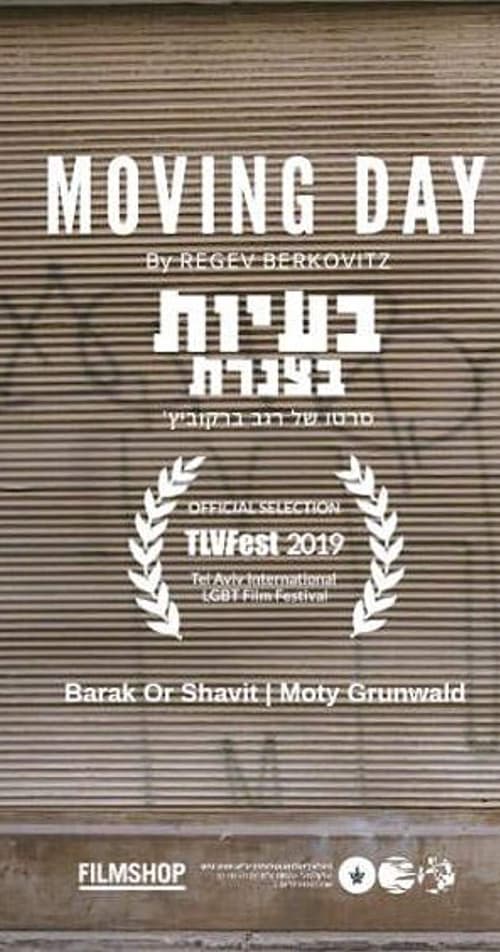 MOVING DAY
By REGEV BERKOVITZ
בעיות
בצנרת
סרטו של רגב ברקוביץ'
OFFICIAL SELECTION
TLVFest 2019
Tel Aviv International
LGBT Film Festival
Barak Or Shavit | Moty Grunwald
FILMSHOP